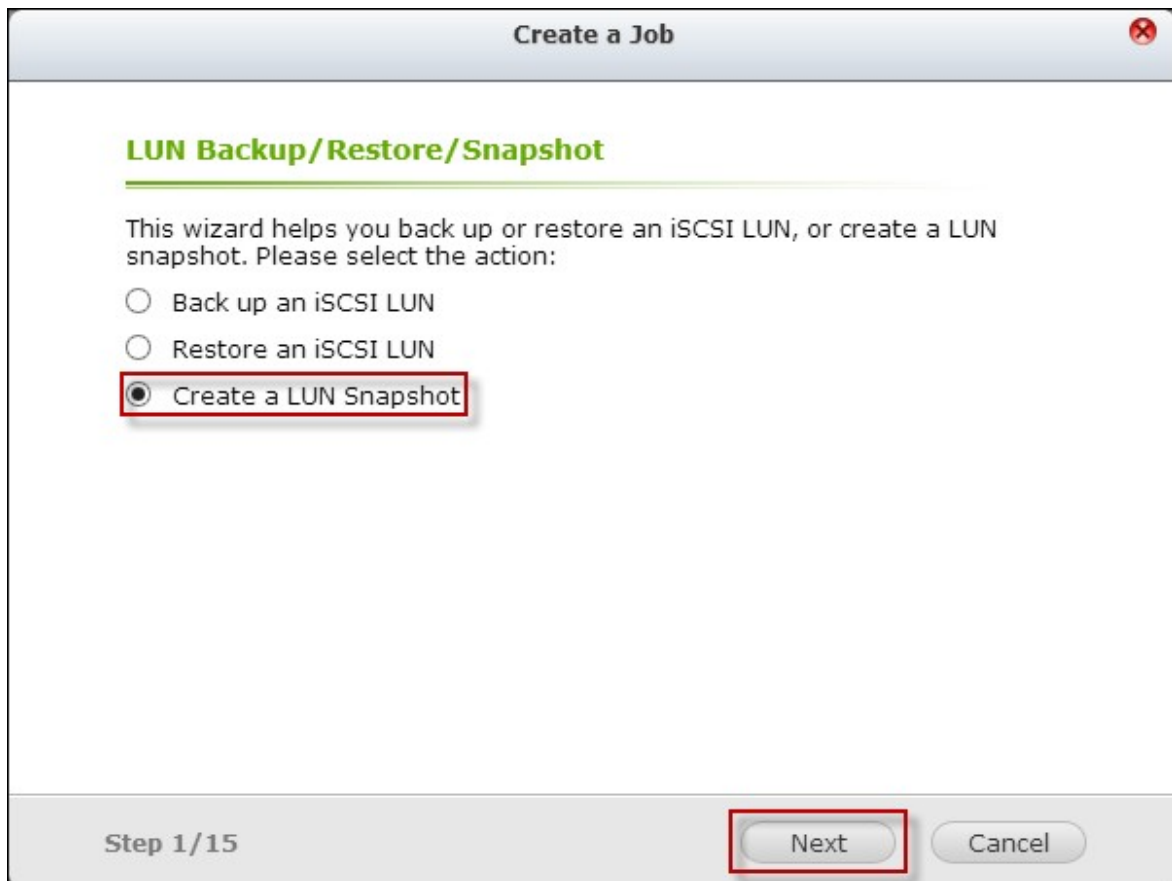 Create a Job
LUN Backup/Restore/Snapshot
This wizard helps you back up or restore an iSCSI LUN, or create a LUN
snapshot. Please select the action:
Back up an iSCSI LUN
Restore an iSCSI LUN
Create a LUN Snapshot
Step 1/15
Next
Cancel